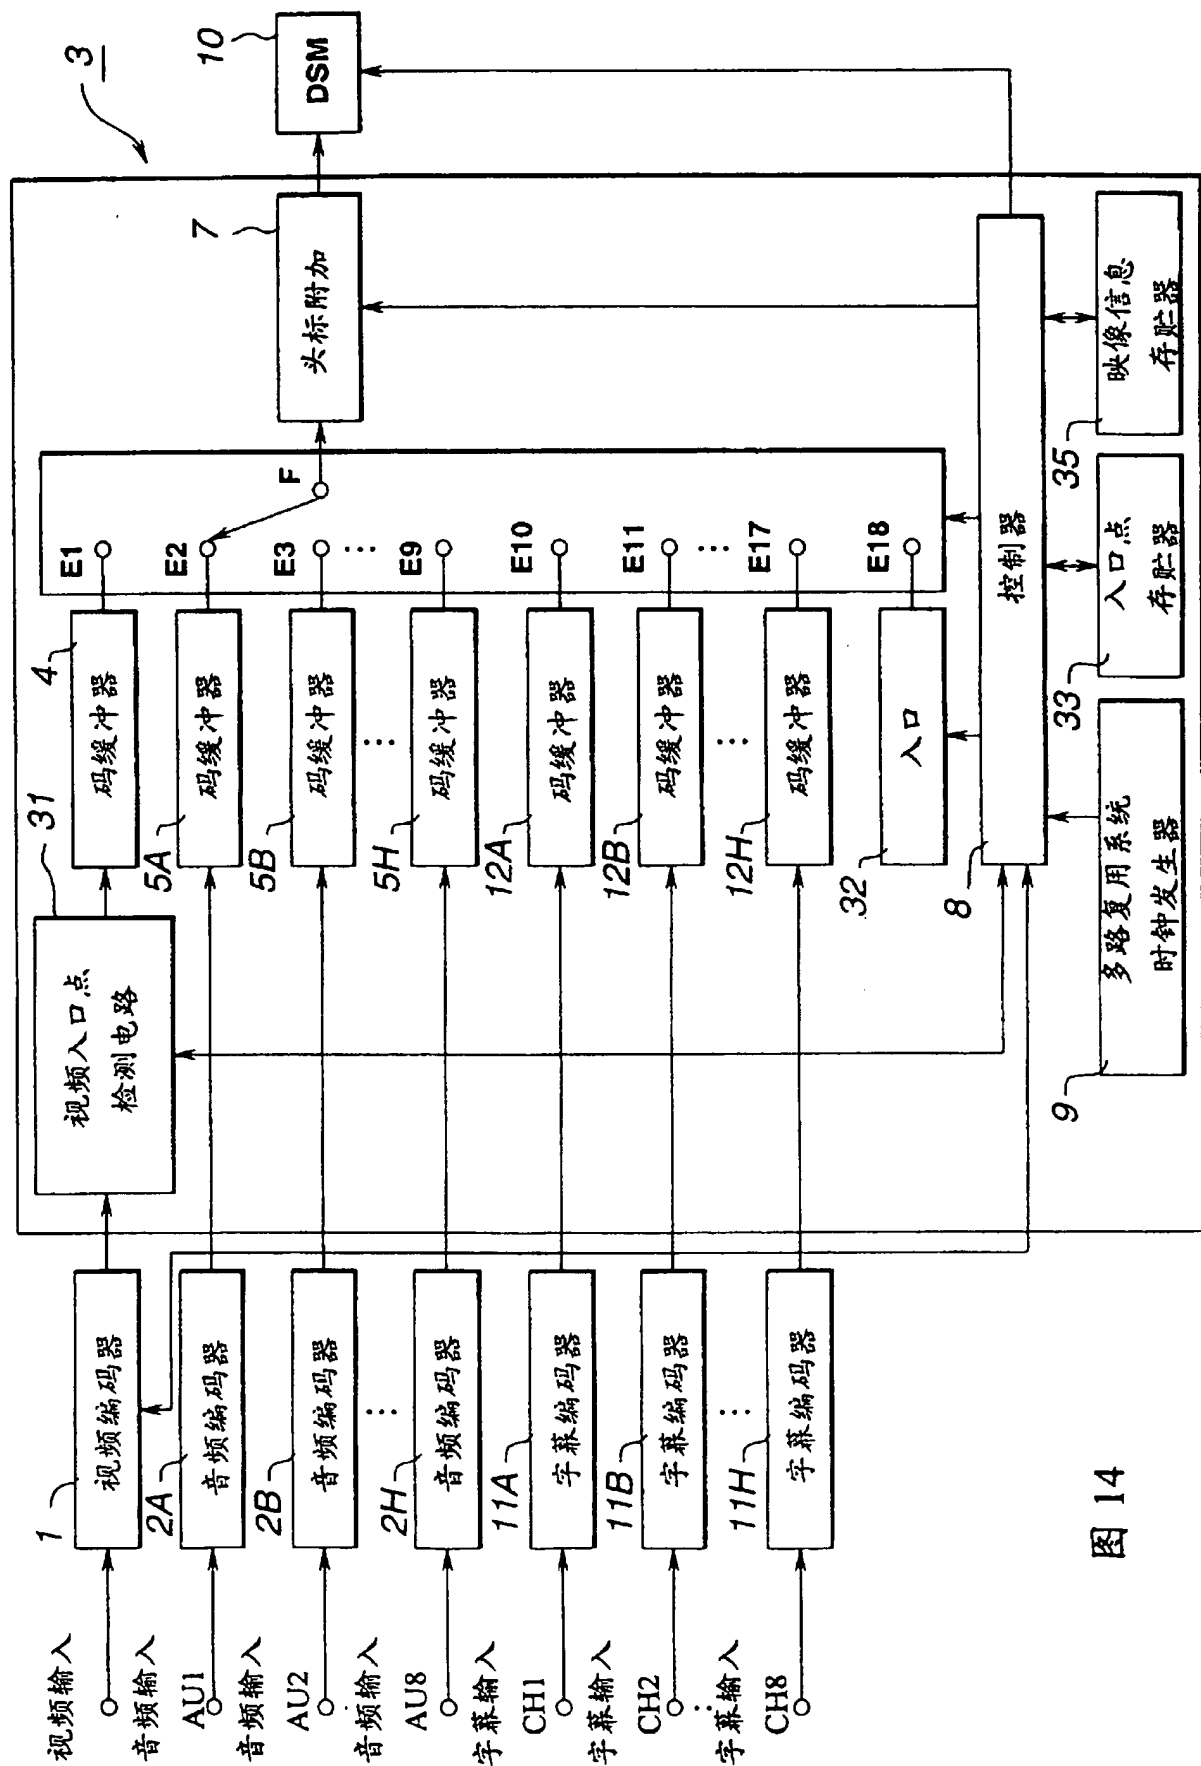 3
10
DSM
7
头标附加
F
E1
E2
E3
E9
E10
E11
E17
E18
4
码缓冲器
5A
码缓冲器
5B
码缓冲器
5H
码缓冲器
12A
码缓冲器
12B
码缓冲器
12H
码缓冲器
32
入口
31
视频入口点
检测电路
8
控制器
35
映像信息
存贮器
33
入口点
存贮器
9
多路复用系统
时钟发生器
1
视频编码器
2A
音频编码器
2B
音频编码器
2H
音频编码器
11A
字幕编码器
11B
字幕编码器
11H
字幕编码器
视频输入
音频输入
AU1
音频输入
AU2
音频输入
AU8
字幕输入
CH1
字幕输入
CH2
字幕输入
CH8
图 14